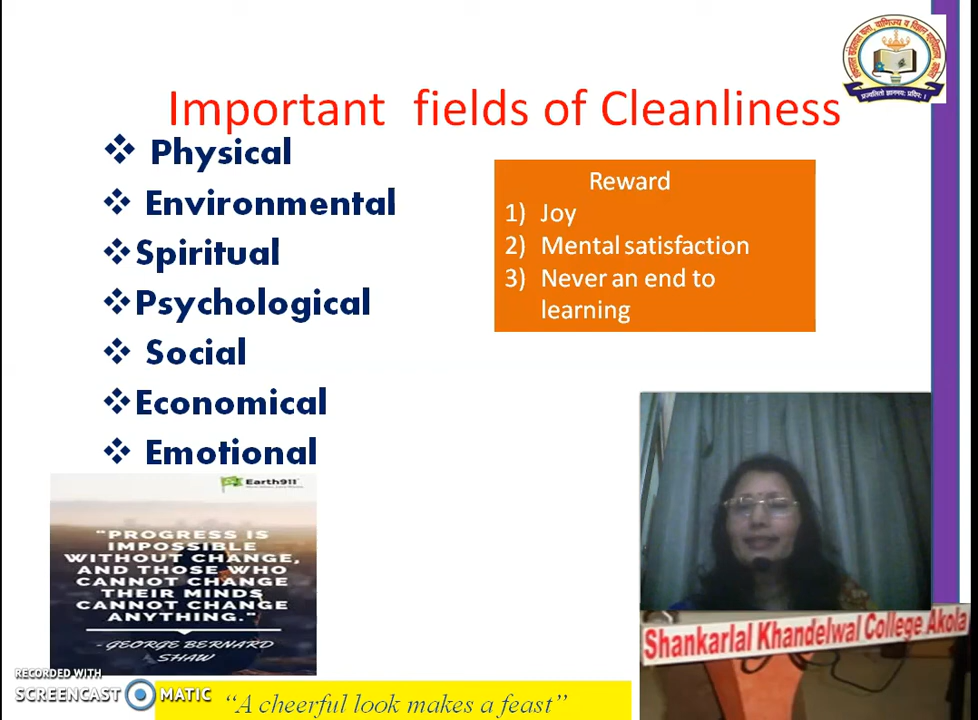 Important fields of Cleanliness
Physical
Environmental
Spiritual
Psychological
Social
Economical
Emotional
Reward
1) Joy
2) Mental satisfaction
3) Never an end to
learning
Earth911
"PROGRESS IS
IMPOSSIBLE
WITHOUT CHANGE,
AND THOSE WHO
CANNOT CHANGE
THEIR MINDS
CANNOT CHANGE
ANYTHING."
- GEORGE BERNARD
SHAW
Shankarlal Khandelwal College Akola
RECORDED WITH
SCREENCAST MATIC
“A cheerful look makes a feast”